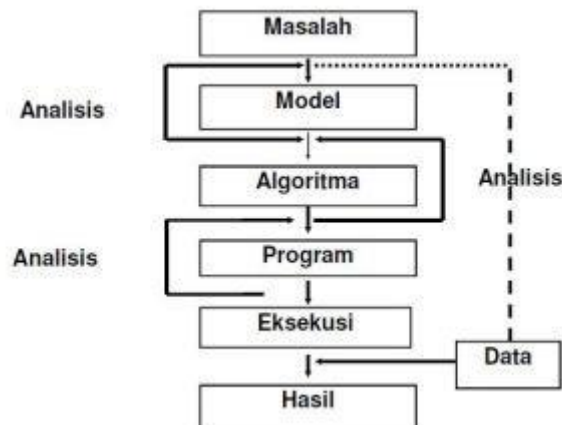 Masalah
Analisis
Model
Algoritma
Analisis
Analisis
Program
Eksekusi
Data
Hasil